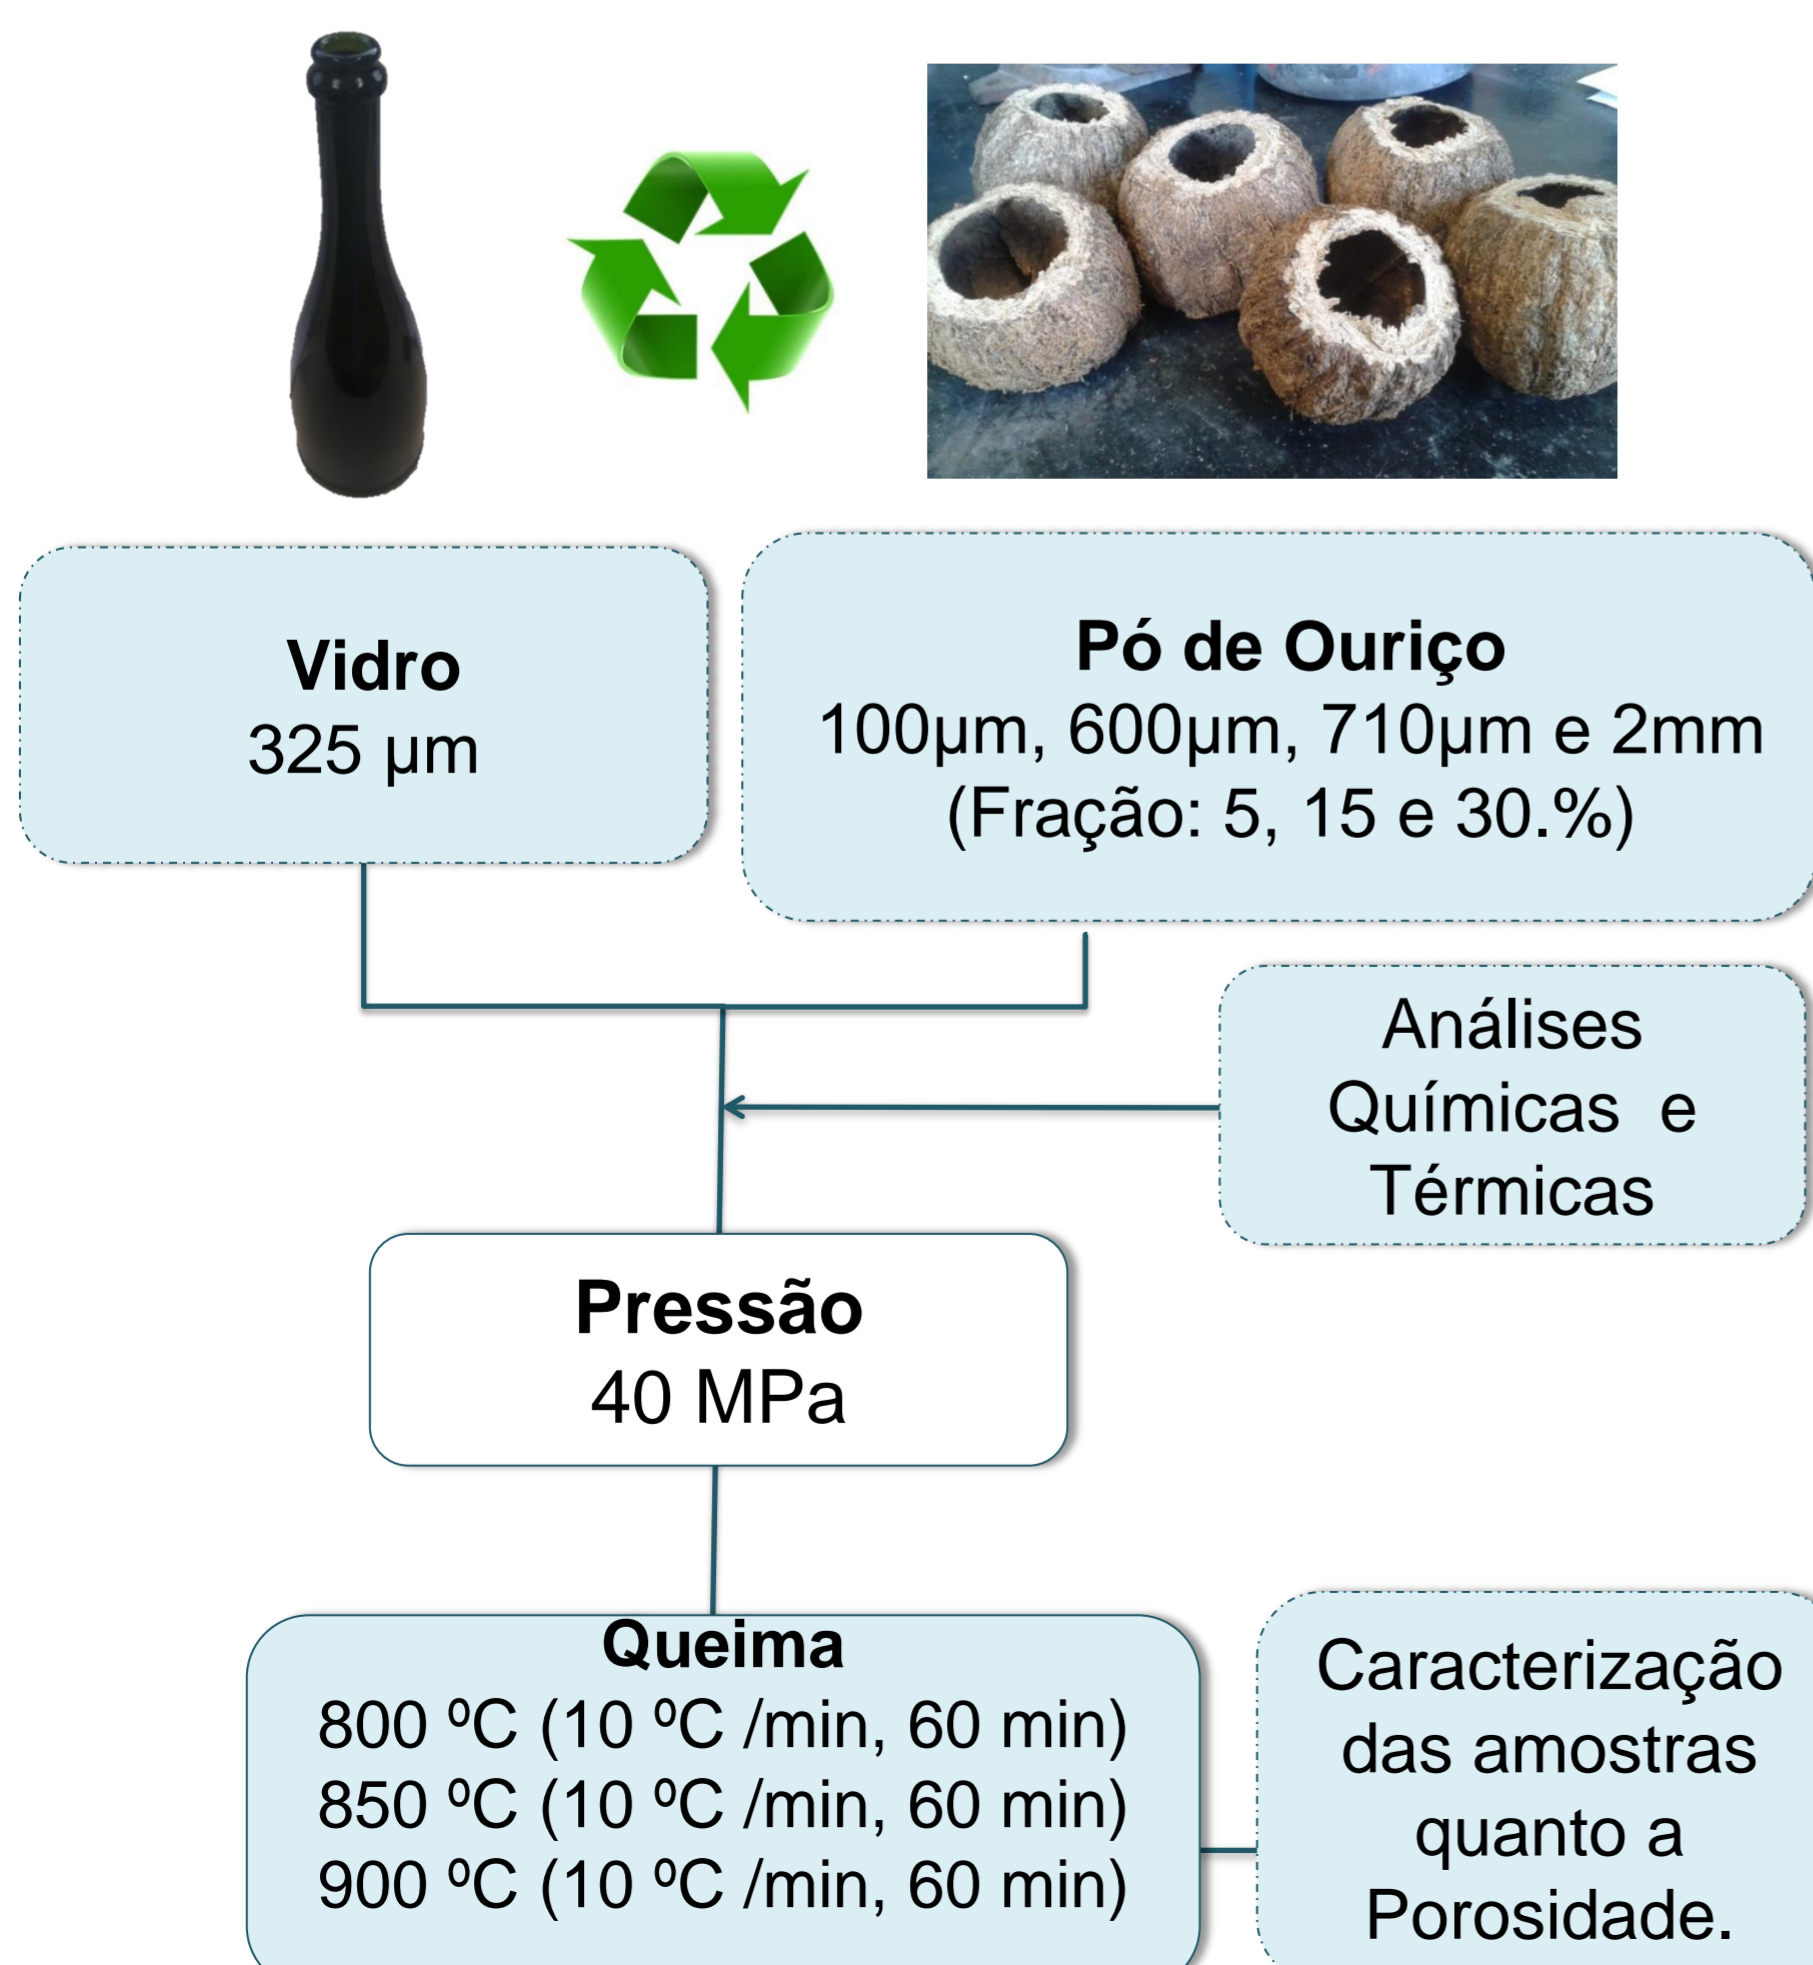 Vidro
325 µm
Pó de Ouriço
100µm, 600µm, 710µm e 2mm
(Fração: 5, 15 e 30.%)
Análises
Químicas e
Térmicas
Pressão
40 MPa
Queima
800 ºC (10 ºC /min, 60 min)
850 ºC (10 ºC /min, 60 min)
900 ºC (10 ºC /min, 60 min)
Caracterização
das amostras
quanto a
Porosidade.